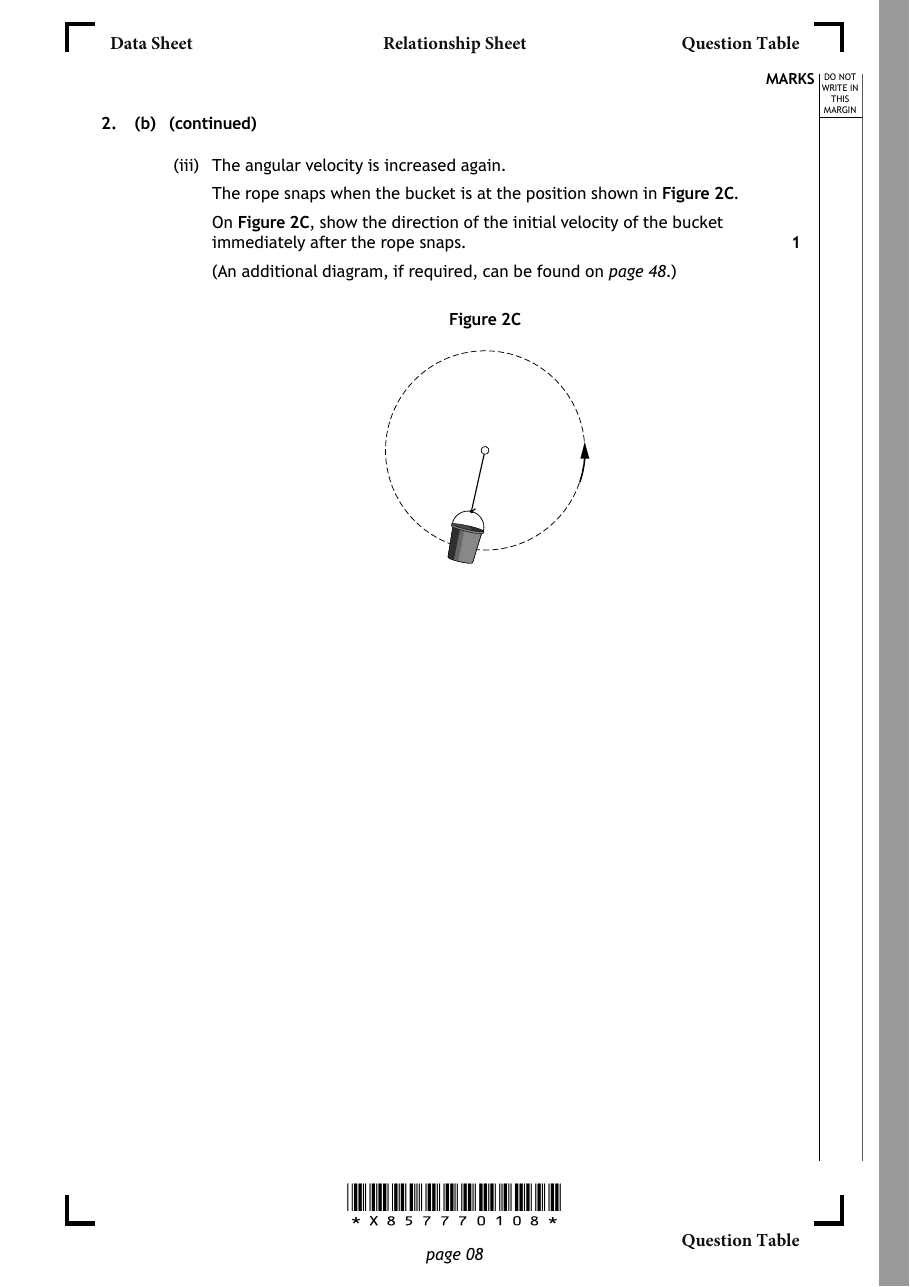 Data Sheet Relationship Sheet Question Table
MARKS
DO NOT
WRITE IN
THIS
MARGIN
2. (b) (continued)
(iii) The angular velocity is increased again.
The rope snaps when the bucket is at the position shown in Figure 2C.
On Figure 2C, show the direction of the initial velocity of the bucket
immediately after the rope snaps. 1
(An additional diagram, if required, can be found on page 48.)
Figure 2C
* X 8 5 7 7 7 0 1 0 8 *
Question Table
page 08